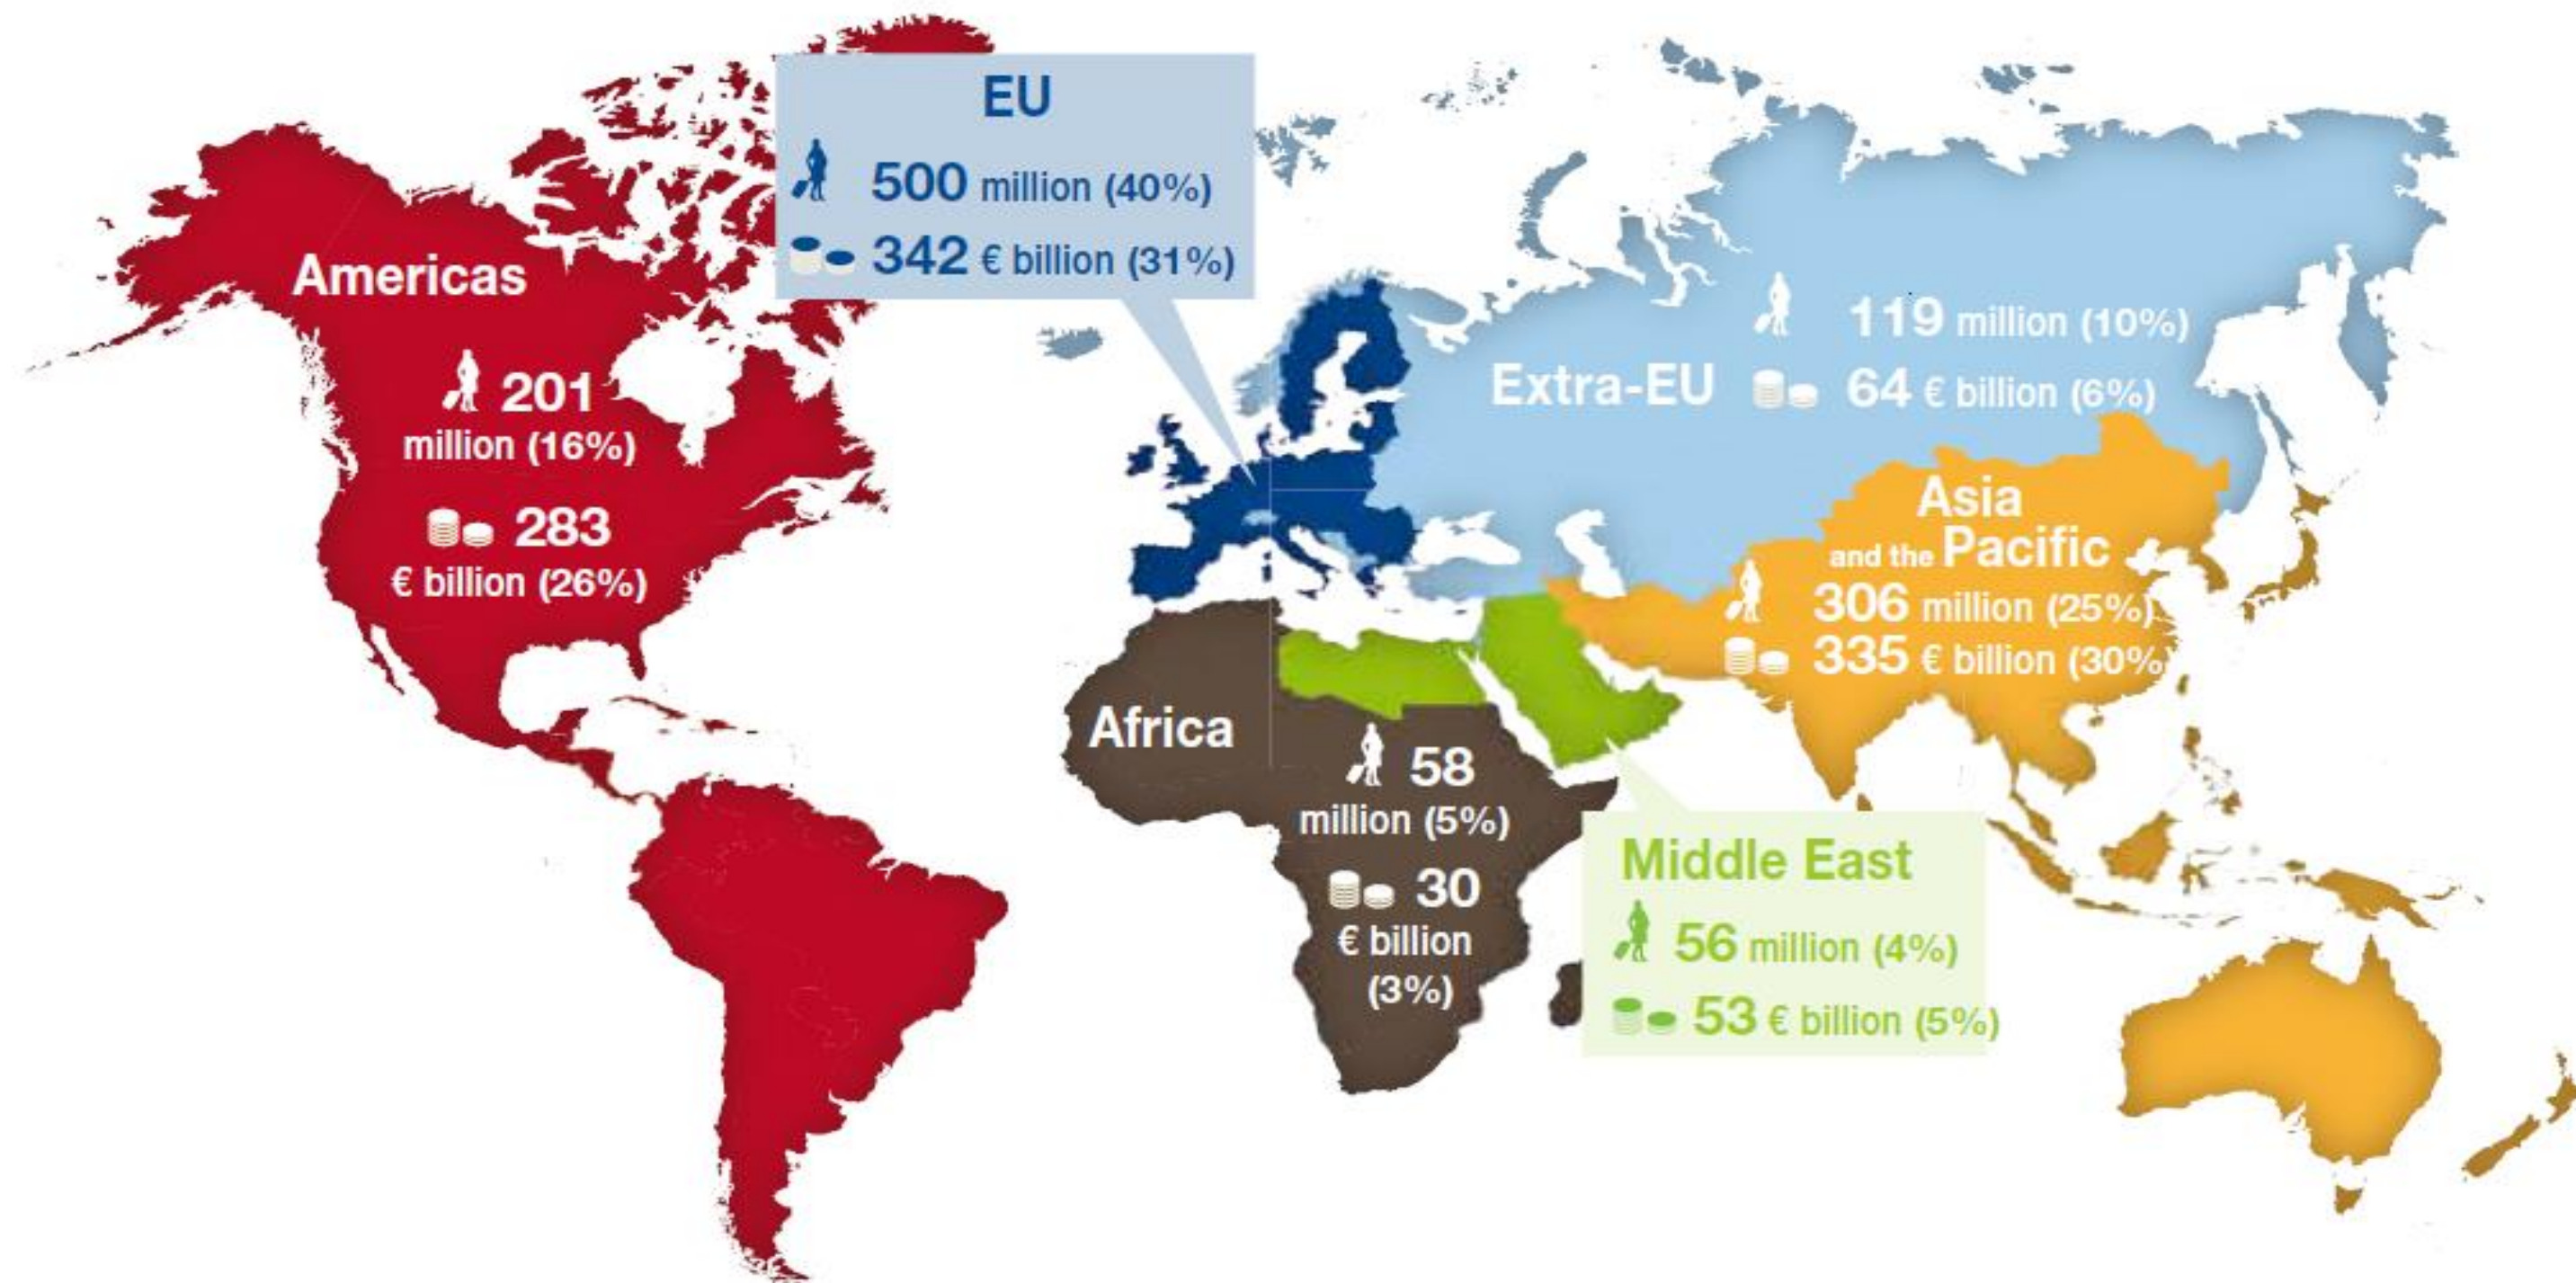 EU
500 million (40%)
342 € billion (31%)
Americas
201
million (16%)
283
€ billion (26%)
119 million (10%)
Extra-EU
64 € billion (6%)
Asia
and the Pacific
306 million (25%)
335 € billion (30%
Africa
58
million (5%)
30
€ billion
(3%)
Middle East
56 million (4%)
53 € billion (5%)